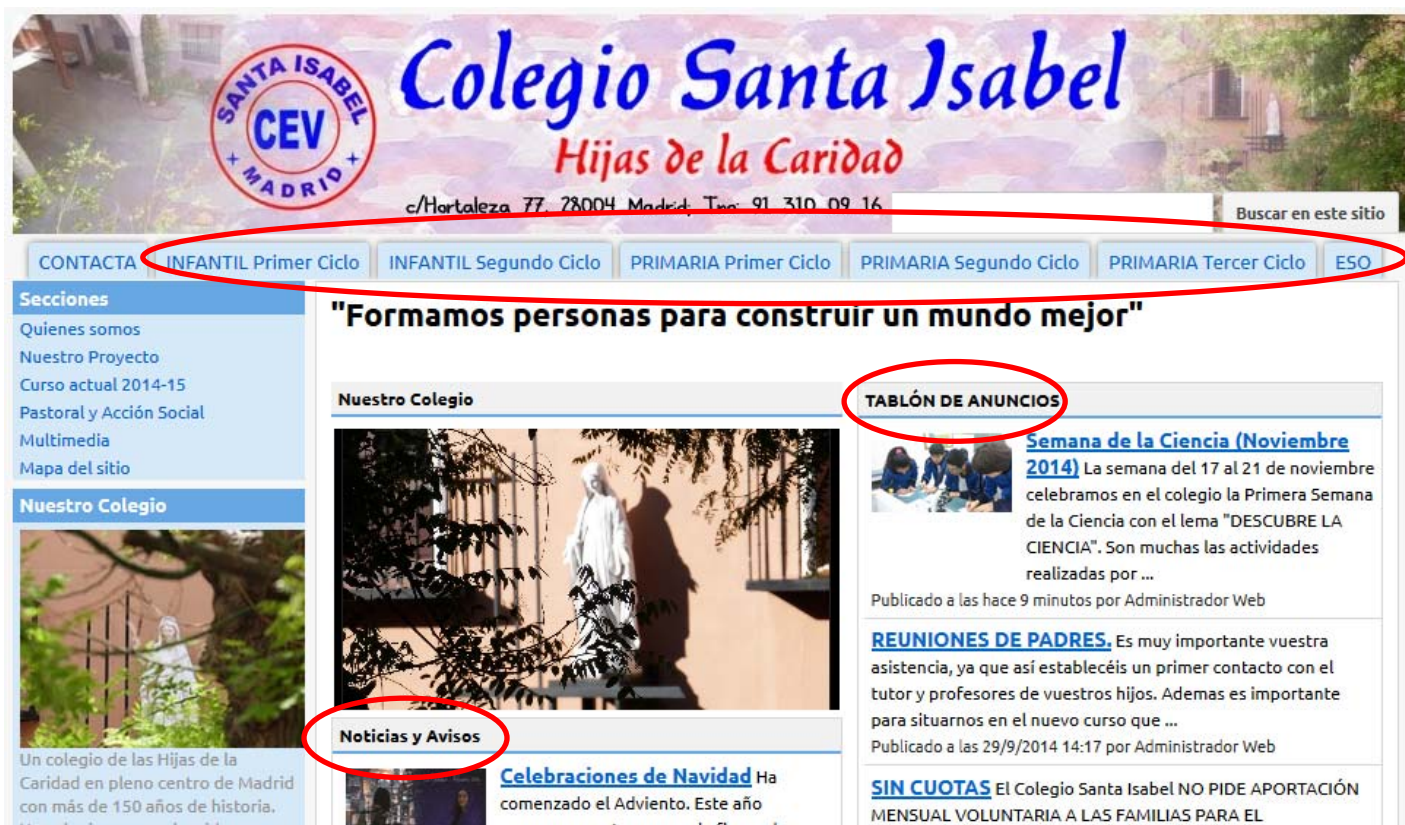 SANTA ISABEL
CEV
MADRID
Colegio Santa Isabel
Hijas de la Caridad
c/Hortaleza 77. 28004 Madrid; Tno: 91 310 09 16
Buscar en este sitio
CONTACTA INFANTIL Primer Ciclo INFANTIL Segundo Ciclo PRIMARIA Primer Ciclo PRIMARIA Segundo Ciclo PRIMARIA Tercer Ciclo ESO
Secciones
Quienes somos
Nuestro Proyecto
Curso actual 2014-15
Pastoral y Acción Social
Multimedia
Mapa del sitio
Nuestro Colegio
Un colegio de las Hijas de la
Caridad en pleno centro de Madrid
con más de 150 años de historia.
"Formamos personas para construir un mundo mejor"
Nuestro Colegio
Noticias y Avisos
Celebraciones de Navidad Ha
comenzado el Adviento. Este año
TABLÓN DE ANUNCIOS
Semana de la Ciencia (Noviembre
2014) La semana del 17 al 21 de noviembre
celebramos en el colegio la Primera Semana
de la Ciencia con el lema "DESCUBRE LA
CIENCIA". Son muchas las actividades
realizadas por ...
Publicado a las hace 9 minutos por Administrador Web
REUNIONES DE PADRES. Es muy importante vuestra
asistencia, ya que así establecéis un primer contacto con el
tutor y profesores de vuestros hijos. Ademas es importante
para situarnos en el nuevo curso que ...
Publicado a las 29/9/2014 14:17 por Administrador Web
SIN CUOTAS El Colegio Santa Isabel NO PIDE APORTACIÓN
MENSUAL VOLUNTARIA A LAS FAMILIAS PARA EL